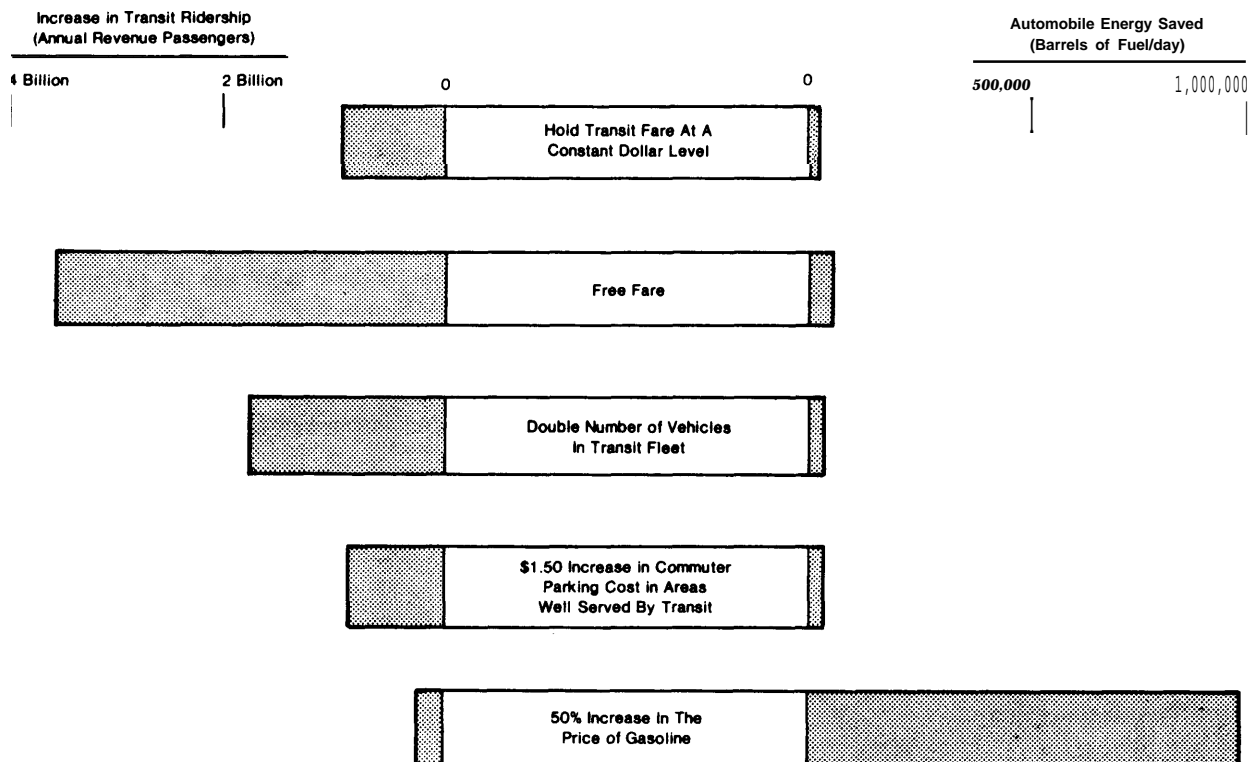 Increase in Transit Ridership
(Annual Revenue Passengers)
4 Billion
2 Billion
0
0
Automobile Energy Saved
(Barrels of Fuel/day)
500,000
1,000,000
Hold Transit Fare At A
Constant Dollar Level
Free Fare
Double Number of Vehicles
In Transit Fleet
$1.50 Increase in Commuter
Parking Cost in Areas
Well Served By Transit
50% Increase In The
Price of Gasoline